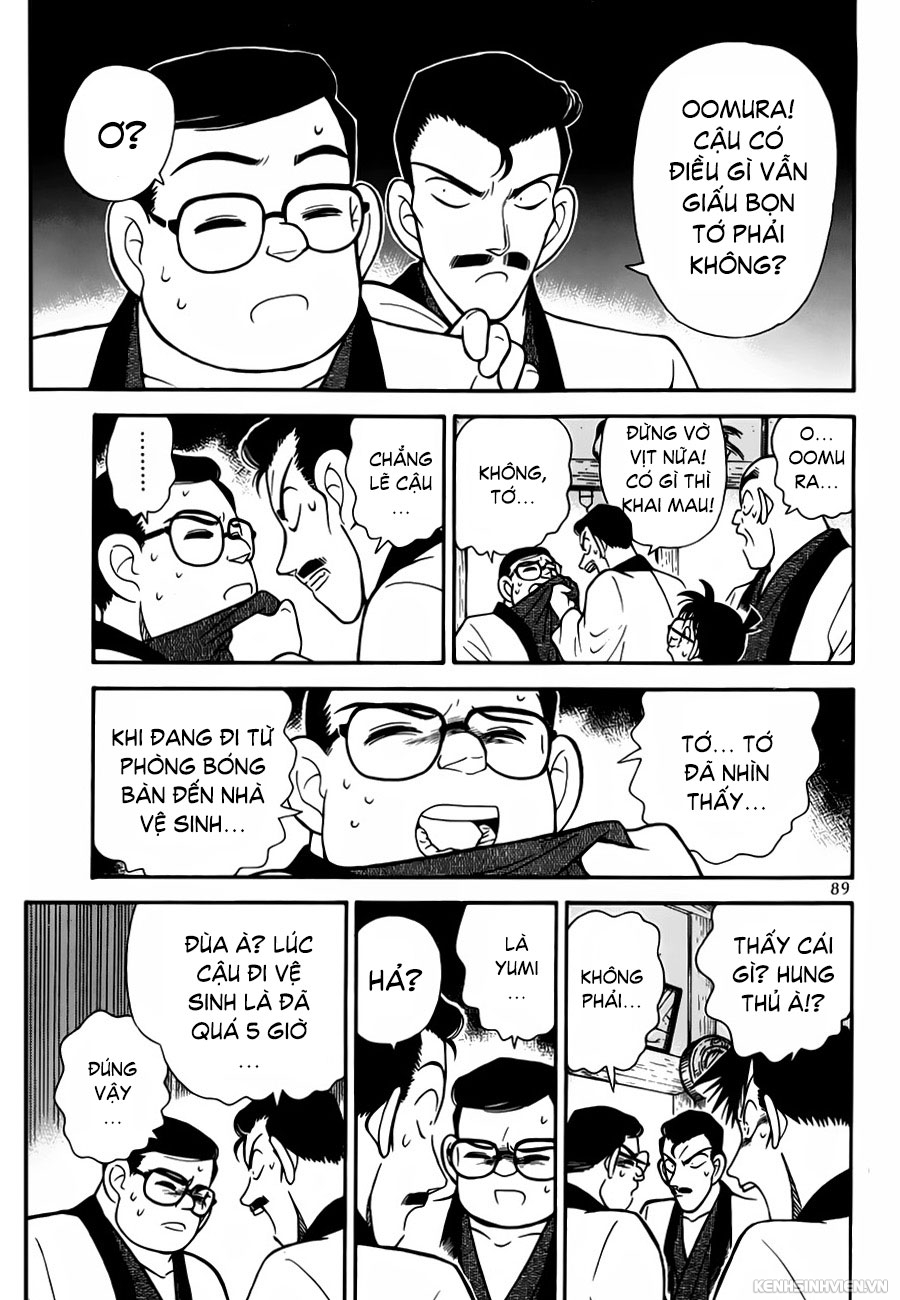 OOMURA!
CẬU CÓ
ĐIỀU GÌ VẪN
GIẤU BỌN
TỚ PHẢI
KHÔNG?
Ơ?
O...
OOMU
RA...
ĐỪNG VỜ
VỊT NỮA!
CÓ GÌ THÌ
KHAI MAU!
KHÔNG,
TỚ...
CHẲNG
LẼ CẬU
...
........
TỚ... TỚ
ĐÃ NHÌN
THẤY...
KHI ĐANG ĐI TỪ
PHÒNG BÓNG
BÀN ĐẾN NHÀ
VỆ SINH...
89
THẤY CÁI
GÌ? HUNG
THỦ À!?
KHÔNG
PHẢI...
LÀ
YUMI
...
HẢ?
ĐÙA À? LÚC
CẬU ĐI VỆ
SINH LÀ ĐÃ
QUÁ 5 GIỜ
...
ĐÚNG
VẬY
...
KENHSINHVIEN.VN